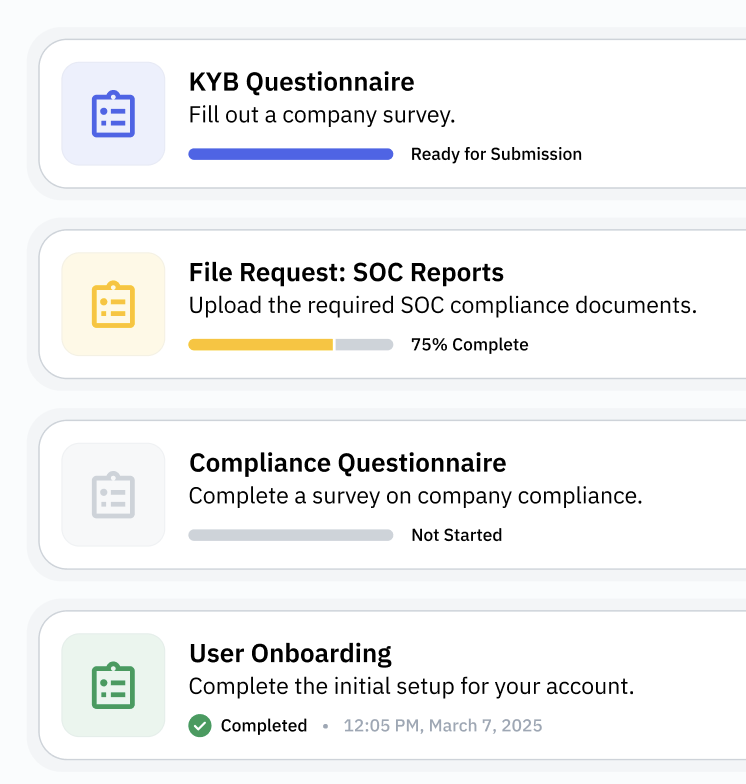 KYB Questionnaire
Fill out a company survey.
Ready for Submission
File Request: SOC Reports
Upload the required SOC compliance documents.
75% Complete
Compliance Questionnaire
Complete a survey on company compliance.
Not Started
User Onboarding
Complete the initial setup for your account.
Completed • 12:05 PM, March 7, 2025